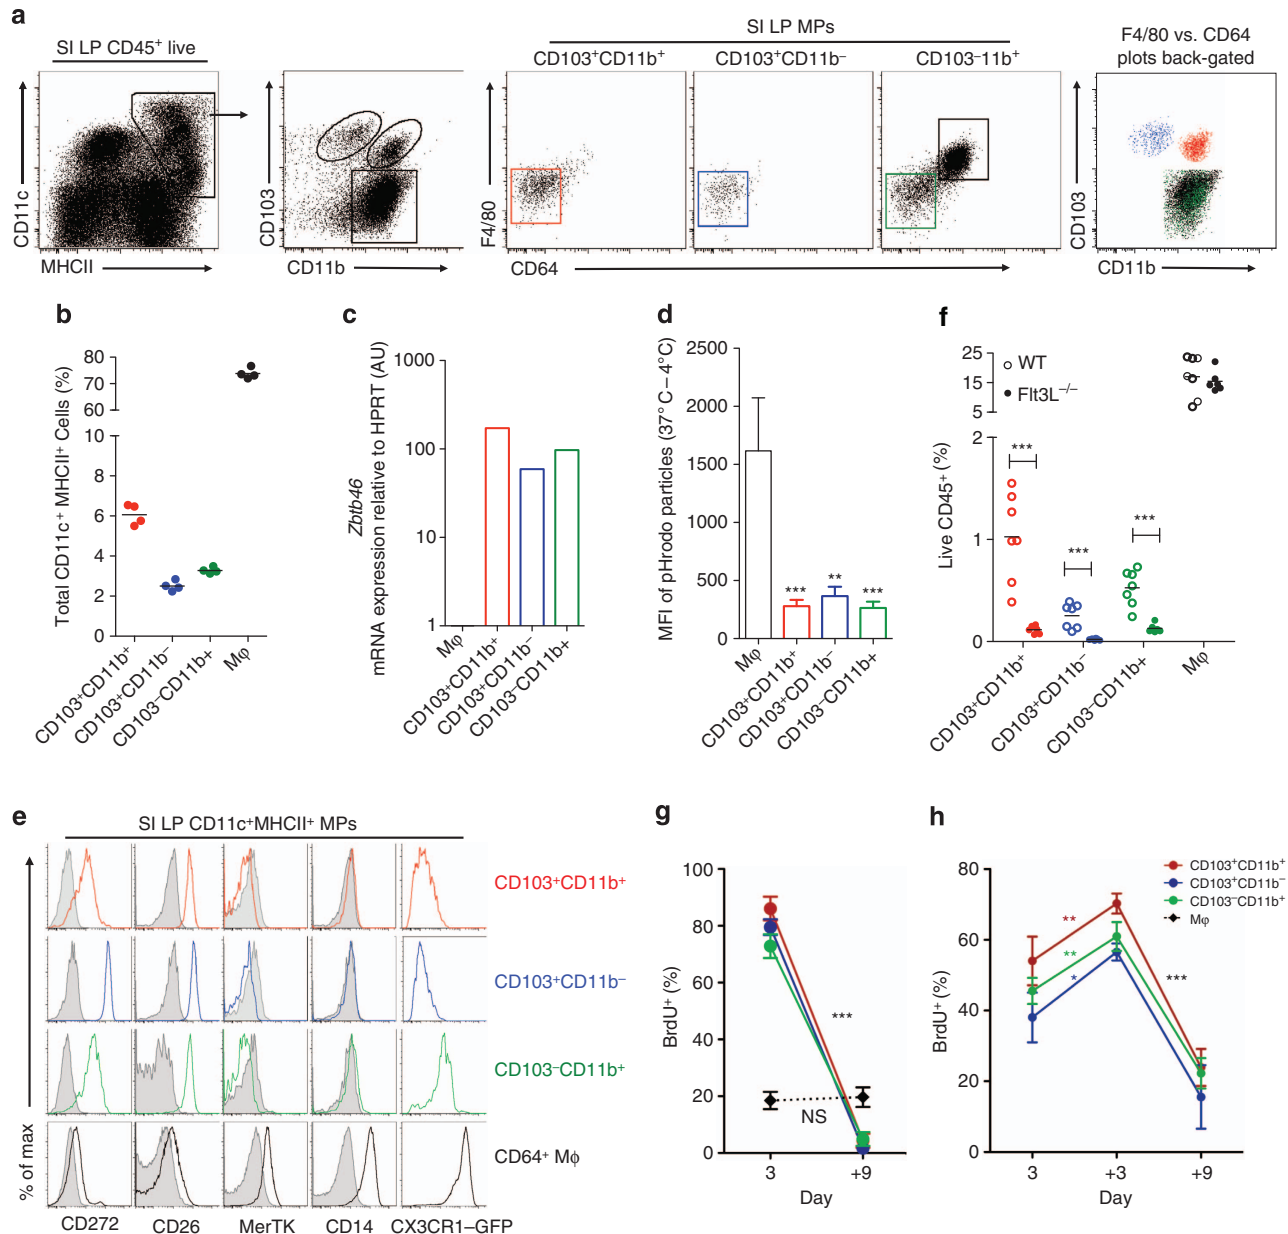 a
SI LP CD45⁺ live
SI LP MPs
CD103⁺CD11b⁺
CD103⁺CD11b⁻
CD103⁻11b⁺
F4/80 vs. CD64
plots back-gated
CD11c
MHCII
CD103
CD11b
F4/80
CD64
CD103
CD11b
b
Total CD11c⁺ MHCII⁺ Cells (%)
80
70
60
10
8
6
4
2
0
CD103⁺CD11b⁺
CD103⁺CD11b⁻
CD103⁻CD11b+
Mφ
c
Zbtb46
mRNA expression relative to HPRT (AU)
1000
100
10
1
Mφ
CD103⁺CD11b⁺
CD103⁺CD11b⁻
CD103⁻CD11b+
d
MFI of pHrodo particles (37°C – 4°C)
2500
2000
1500
1000
500
0
***
**
***
Mφ
CD103⁺CD11b⁺
CD103⁺CD11b⁻
CD103⁻CD11b+
f
Live CD45⁺ (%)
25
15
5
2
1
0
WT
Flt3L⁻/⁻
***
***
***
CD103⁺CD11b⁺
CD103⁺CD11b⁻
CD103⁻CD11b+
Mφ
e
SI LP CD11c⁺MHCII⁺ MPs
CD103⁺CD11b⁺
CD103⁺CD11b⁻
CD103⁻CD11b⁺
CD64⁺ Mϕ
% of max
CD272
CD26
MerTK
CD14
CX3CR1–GFP
g
BrdU⁺ (%)
100
80
60
40
20
0
***
NS
3
+9
Day
h
BrdU⁺ (%)
80
60
40
20
0
CD103⁺CD11b⁺
CD103⁺CD11b⁻
CD103⁻CD11b⁺
Mφ
**
**
*
***
3
+3
+9
Day